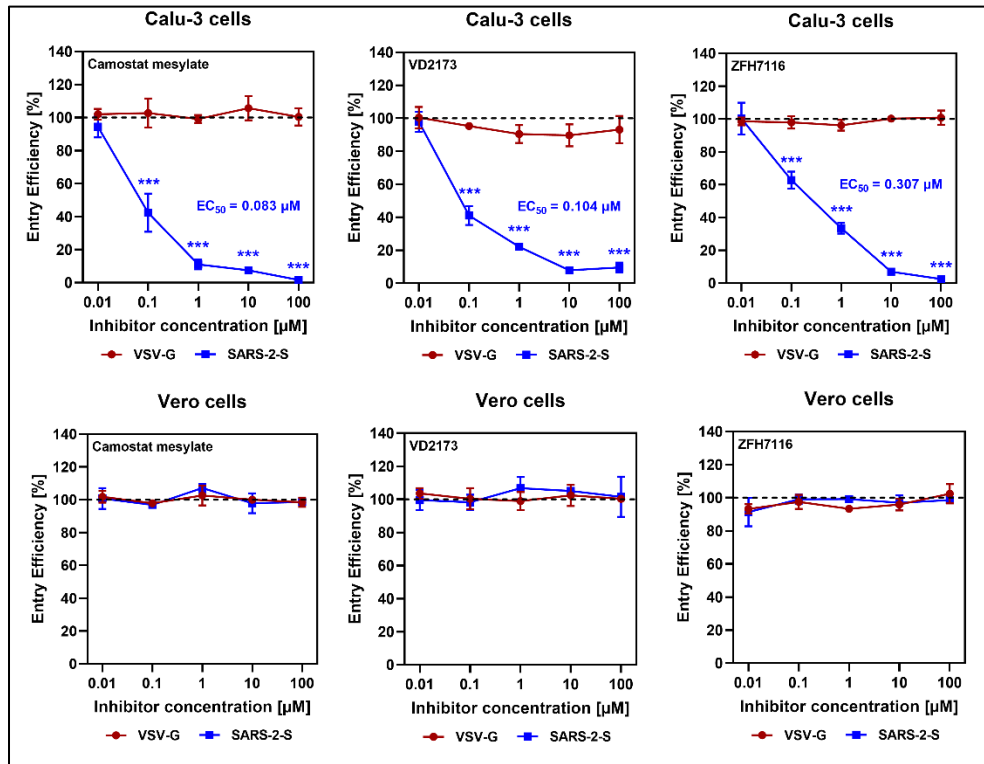 Calu-3 cells
Camostat mesylate
Entry Efficiency [%]
140
120
100
80
60
40
20
0
***
***
***
***
EC50 = 0.083 µM
0.01 0.1 1 10 100
Inhibitor concentration [µM]
VSV-G SARS-2-S
Calu-3 cells
VD2173
Entry Efficiency [%]
140
120
100
80
60
40
20
0
***
***
***
***
EC50 = 0.104 µM
0.01 0.1 1 10 100
Inhibitor concentration [µM]
VSV-G SARS-2-S
Calu-3 cells
ZFH7116
Entry Efficiency [%]
140
120
100
80
60
40
20
0
***
***
***
***
EC50 = 0.307 µM
0.01 0.1 1 10 100
Inhibitor concentration [µM]
VSV-G SARS-2-S
Vero cells
Camostat mesylate
Entry Efficiency [%]
140
120
100
80
60
40
20
0
0.01 0.1 1 10 100
Inhibitor concentration [µM]
VSV-G SARS-2-S
Vero cells
VD2173
Entry Efficiency [%]
140
120
100
80
60
40
20
0
0.01 0.1 1 10 100
Inhibitor concentration [µM]
VSV-G SARS-2-S
Vero cells
ZFH7116
Entry Efficiency [%]
140
120
100
80
60
40
20
0
0.01 0.1 1 10 100
Inhibitor concentration [µM]
VSV-G SARS-2-S